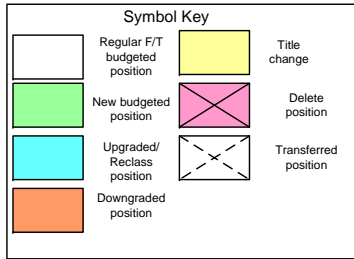 Symbol Key
Regular F/T
budgeted
position
Title
change
New budgeted
position
Delete
position
Upgraded/
Reclass
position
Transferred
position
Downgraded
position